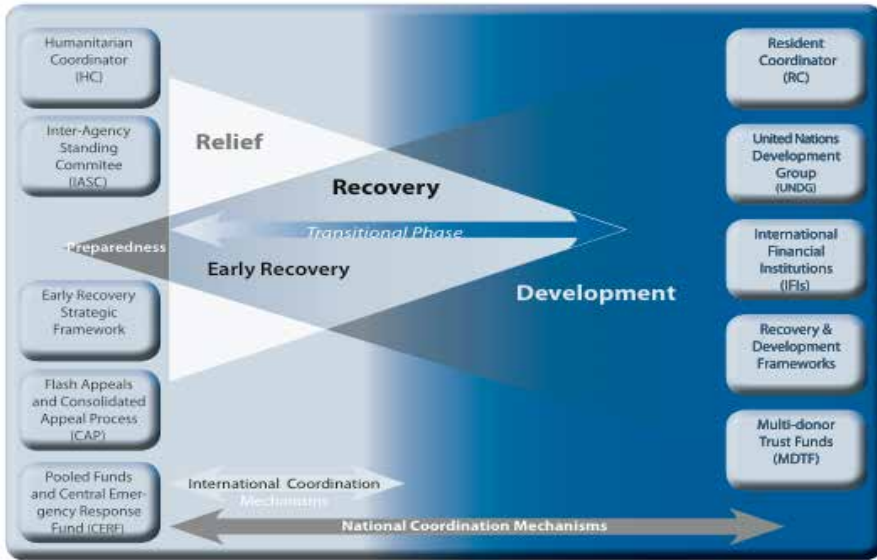 Humanitarian
Coordinator
(HC)
Inter-Agency
Standing
Commitee
(IASC)
Early Recovery
Strategic
Framework
Flash Appeals
and Consolidated
Appeal Process
(CAP)
Pooled Funds
and Central Emer-
gency Response
Fund (CERF)
Relief
Recovery
Transitional Phase
Preparedness
Early Recovery
Development
International Coordination
Mechanisms
National Coordination Mechanisms
Resident
Coordinator
(RC)
United Nations
Development
Group
(UNDG)
International
Financial
Institutions
(IFIs)
Recovery &
Development
Frameworks
Multi-donor
Trust Funds
(MDTF)